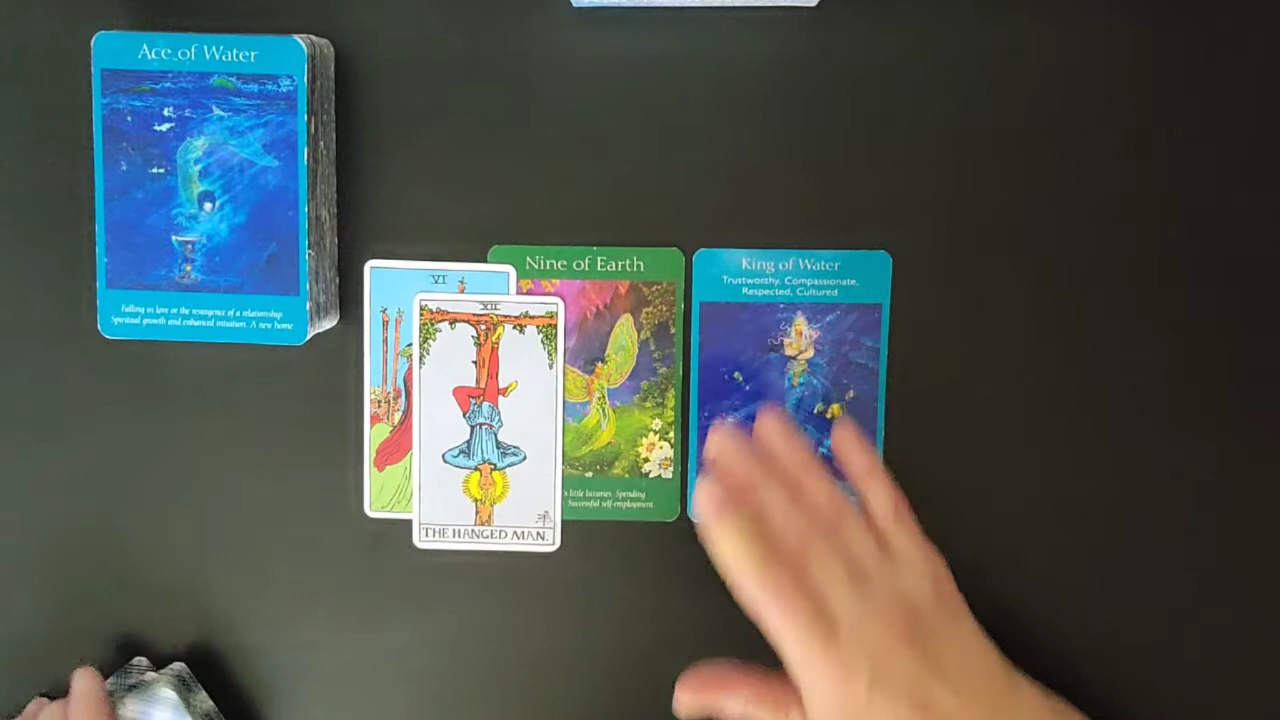 Ace of Water
Falling in love or the resurgence of a relationship
Spiritual growth and enhanced intuition. A new home
VI
XII
THE HANGED MAN.
Nine of Earth
little luxuries. Spending
Successful self-employment
King of Water
Trustworthy, Compassionate,
Respected, Cultured